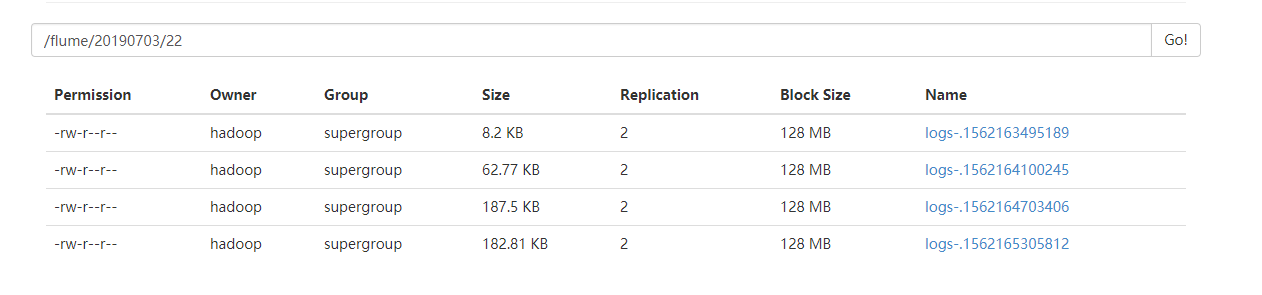 /flume/20190703/22 Go!
Permission Owner Group Size Replication Block Size Name
-rw-r--r-- hadoop supergroup 8.2 KB 2 128 MB logs-.1562163495189
-rw-r--r-- hadoop supergroup 62.77 KB 2 128 MB logs-.1562164100245
-rw-r--r-- hadoop supergroup 187.5 KB 2 128 MB logs-.1562164703406
-rw-r--r-- hadoop supergroup 182.81 KB 2 128 MB logs-.1562165305812